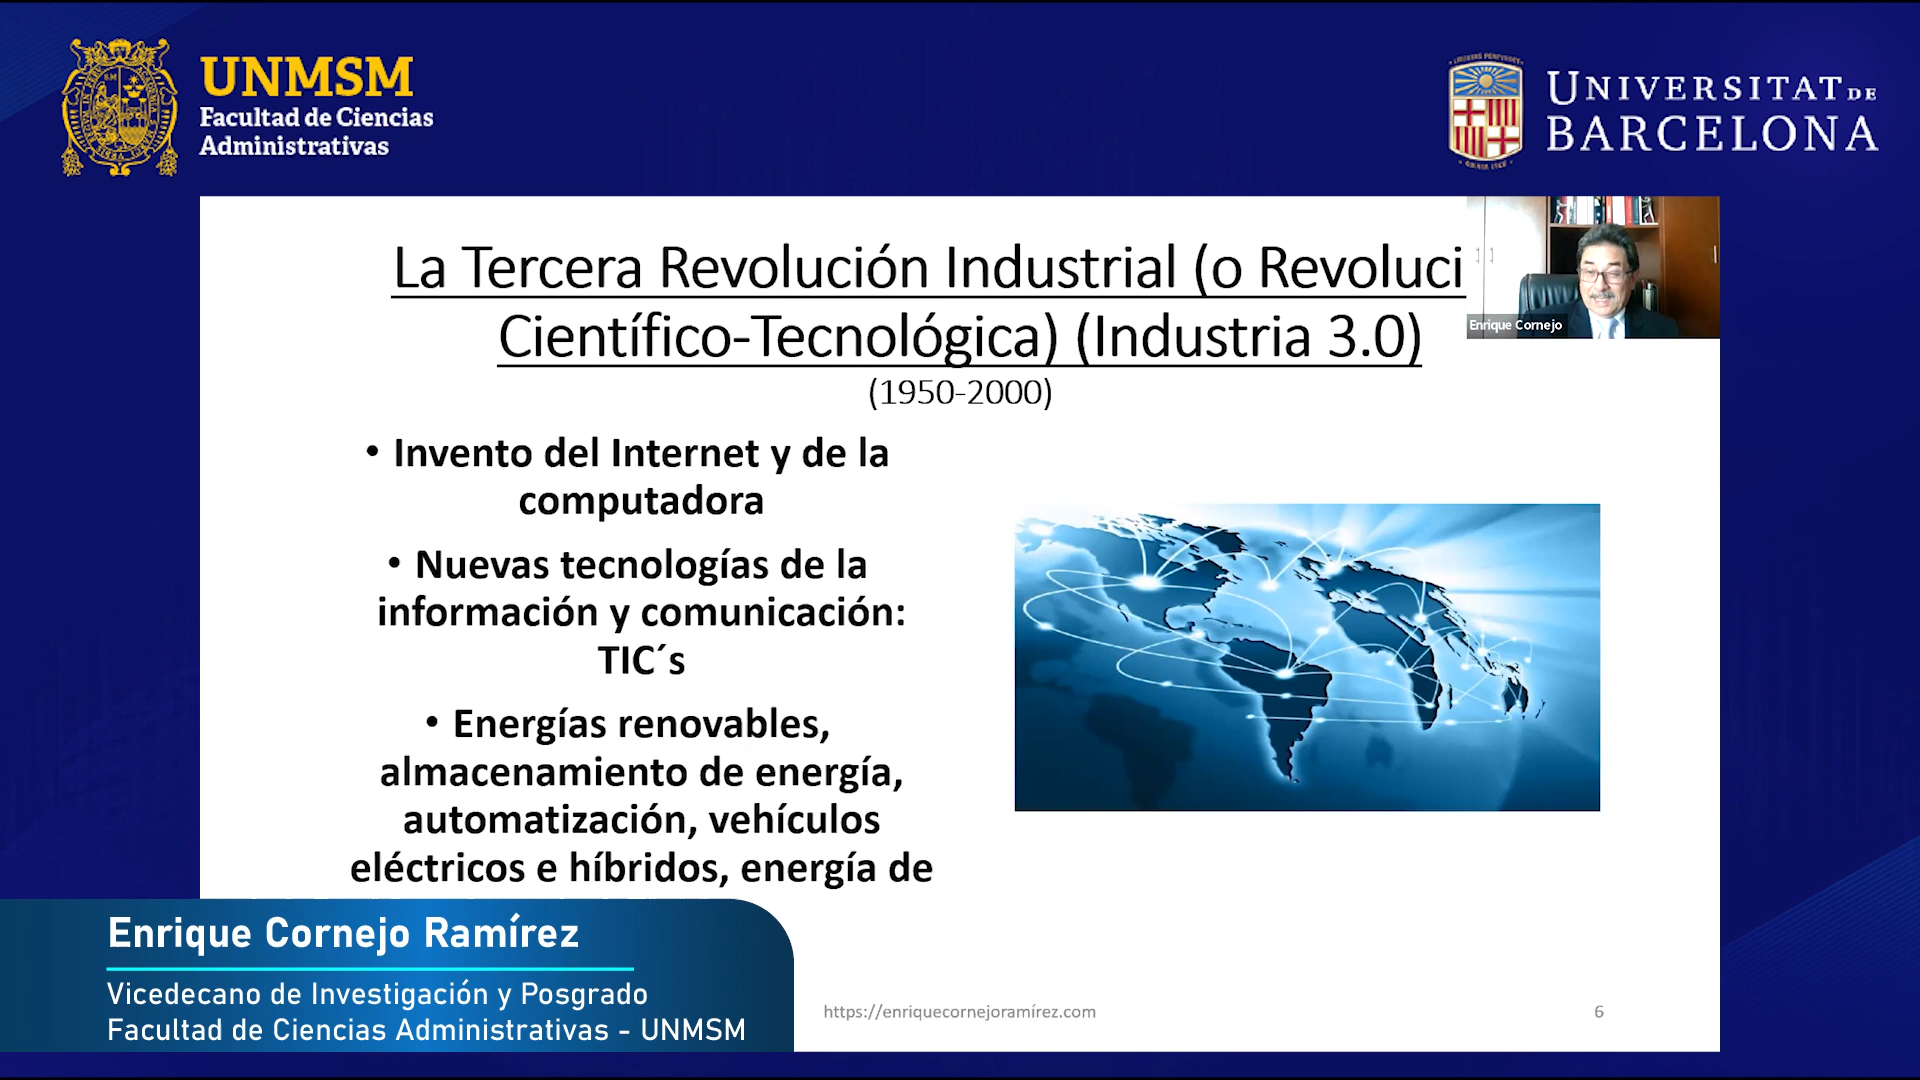 UNMSM
Facultad de Ciencias
Administrativas
UNIVERSITAT DE
BARCELONA
La Tercera Revolución Industrial (o Revoluci
Científico-Tecnológica) (Industria 3.0)
(1950-2000)
Enrique Cornejo
• Invento del Internet y de la
computadora
• Nuevas tecnologías de la
información y comunicación:
TIC´s
• Energías renovables,
almacenamiento de energía,
automatización, vehículos
eléctricos e híbridos, energía de
Enrique Cornejo Ramírez
Vicedecano de Investigación y Posgrado
Facultad de Ciencias Administrativas - UNMSM
https://enriquecornejoramírez.com
6